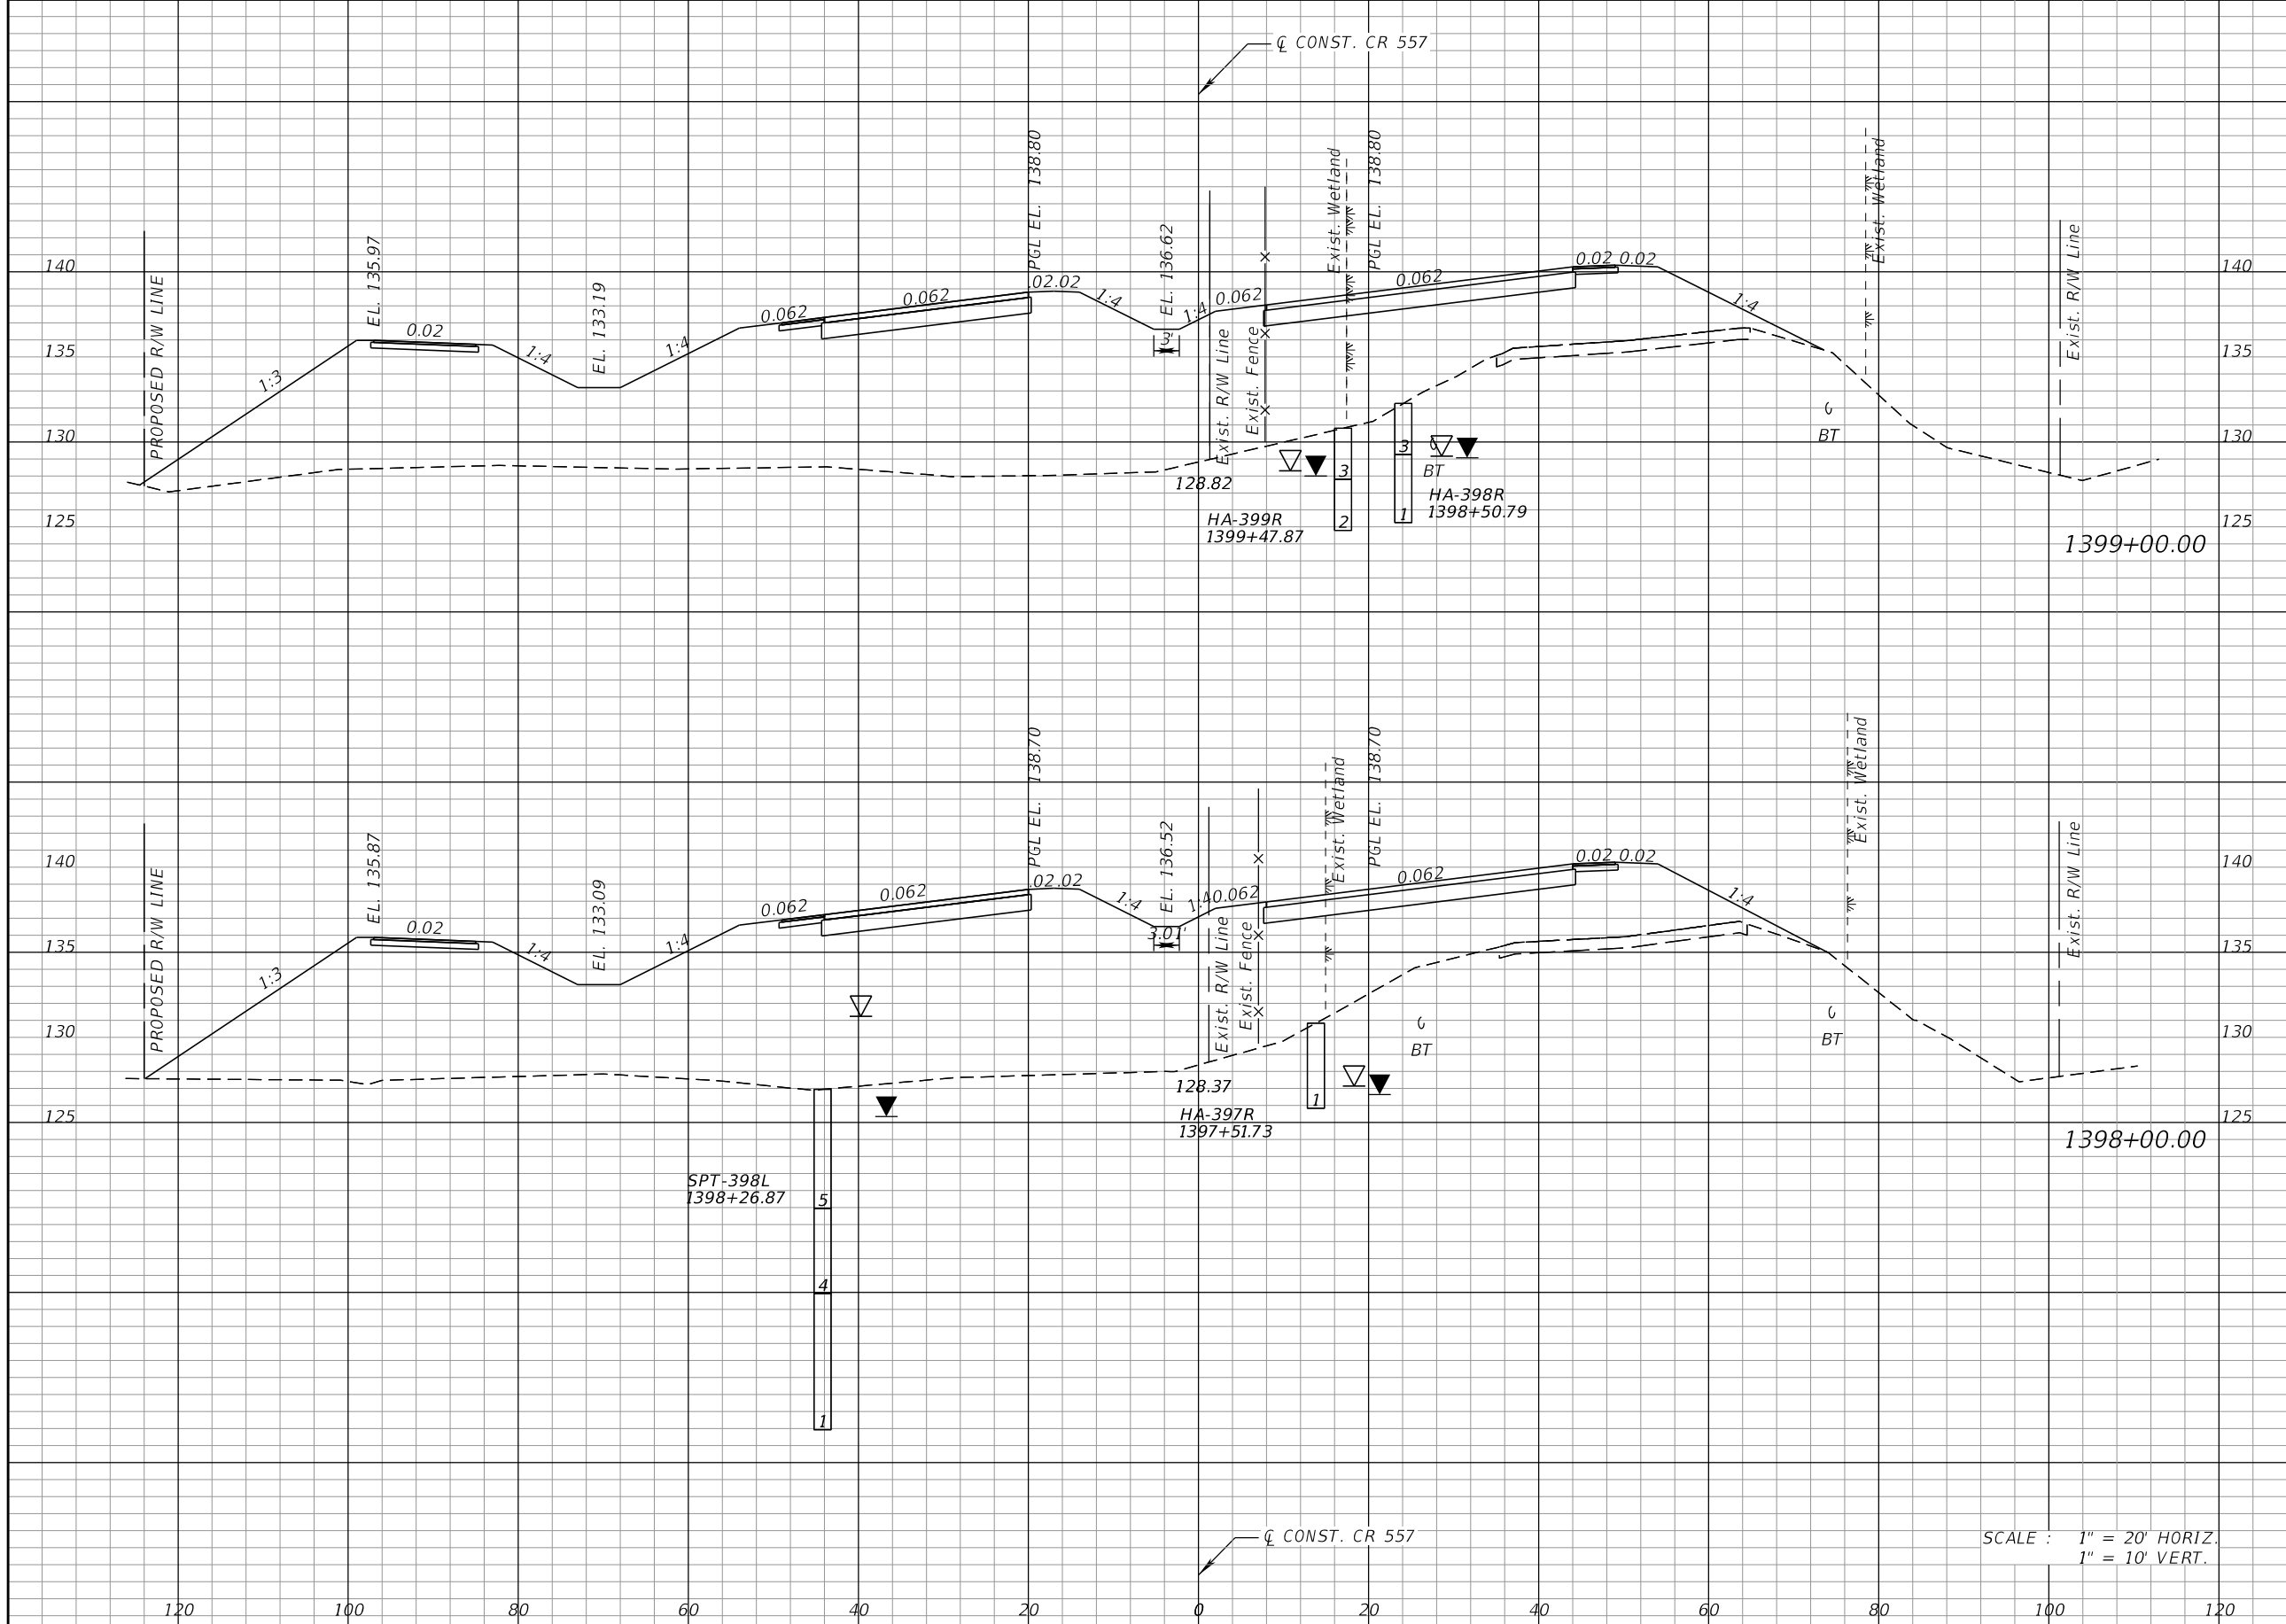 ℄ CONST. CR 557
PROPOSED R/W LINE
1:3
EL. 135.97
0.02
1:4
EL. 133.19
1:4
0.062
0.062
PGL EL. 138.80
.02.02
1:4
EL. 136.62
3'
1:4
0.062
Exist. R/W Line
Exist. Fence
Exist. Wetland
PGL EL. 138.80
0.062
0.02 0.02
1:4
Exist. Wetland
Exist. R/W Line
140
135
130
125
140
135
130
125
128.82
HA-399R
1399+47.87
3
2
3
1
BT
HA-398R
1398+50.79
BT
1399+00.00
PROPOSED R/W LINE
1:3
EL. 135.87
0.02
1:4
EL. 133.09
1:4
0.062
0.062
PGL EL. 138.70
.02.02
1:4
EL. 136.52
3.01'
1:4
0.062
Exist. R/W Line
Exist. Fence
Exist. Wetland
PGL EL. 138.70
0.062
0.02 0.02
1:4
Exist. Wetland
Exist. R/W Line
140
135
130
125
140
135
130
125
128.37
HA-397R
1397+51.73
1
BT
BT
1398+00.00
SPT-398L
1398+26.87
5
4
1
℄ CONST. CR 557
SCALE : 1" = 20' HORIZ.
1" = 10' VERT.
120 100 80 60 40 20 0 20 40 60 80 100 120